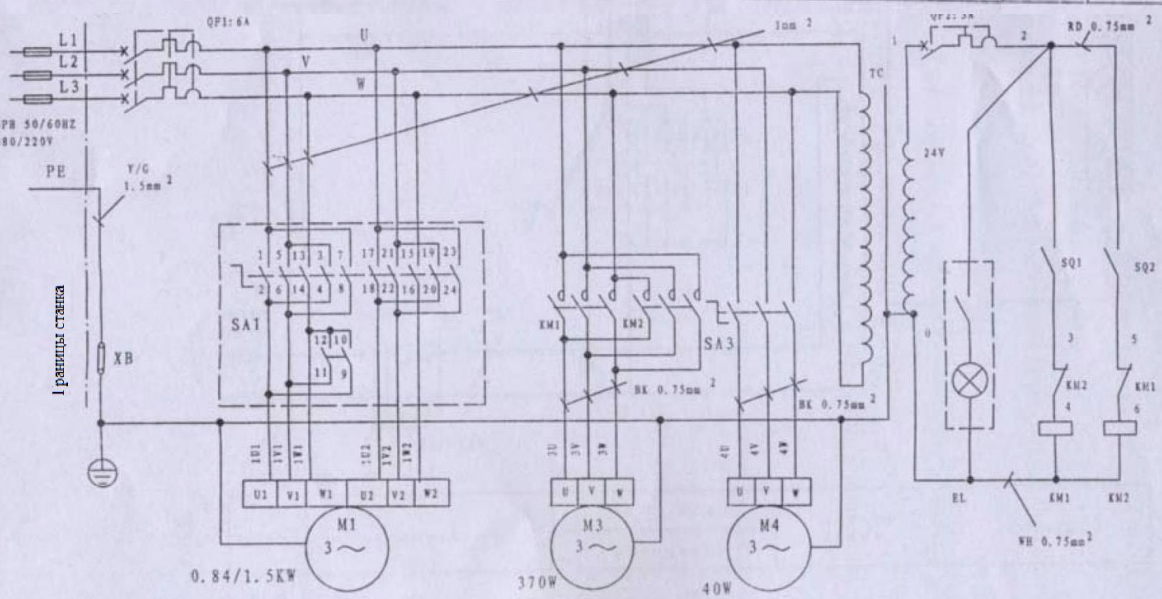 QF1:6A
1mm 2
L1
U
1
2
RD 0.75mm 2
L2
V
L3
W
TC
PH 50/60HZ
80/220V
PE
Y/G
1.5mm 2
24V
1 5 13 3 7 17 21 15 19 23
2 6 14 4 8 18 22 16 20 24
SQ1
SQ2
SA1
KM1
KM2
SA3
0
12 10
11 9
3
5
раницы станка
XB
BK 0.75mm 2
BK 0.75mm 2
KM2
KM1
4
6
1U1
1V1
1W1
1U2
1V2
1W2
3U
3V
3W
4U
4V
4W
U1 V1 W1 U2 V2 W2
U V W
U V W
EL
KM1
KM2
M1
3 ~
M3
3 ~
M4
3 ~
WH 0.75mm 2
0.84/1.5KW
370W
40W